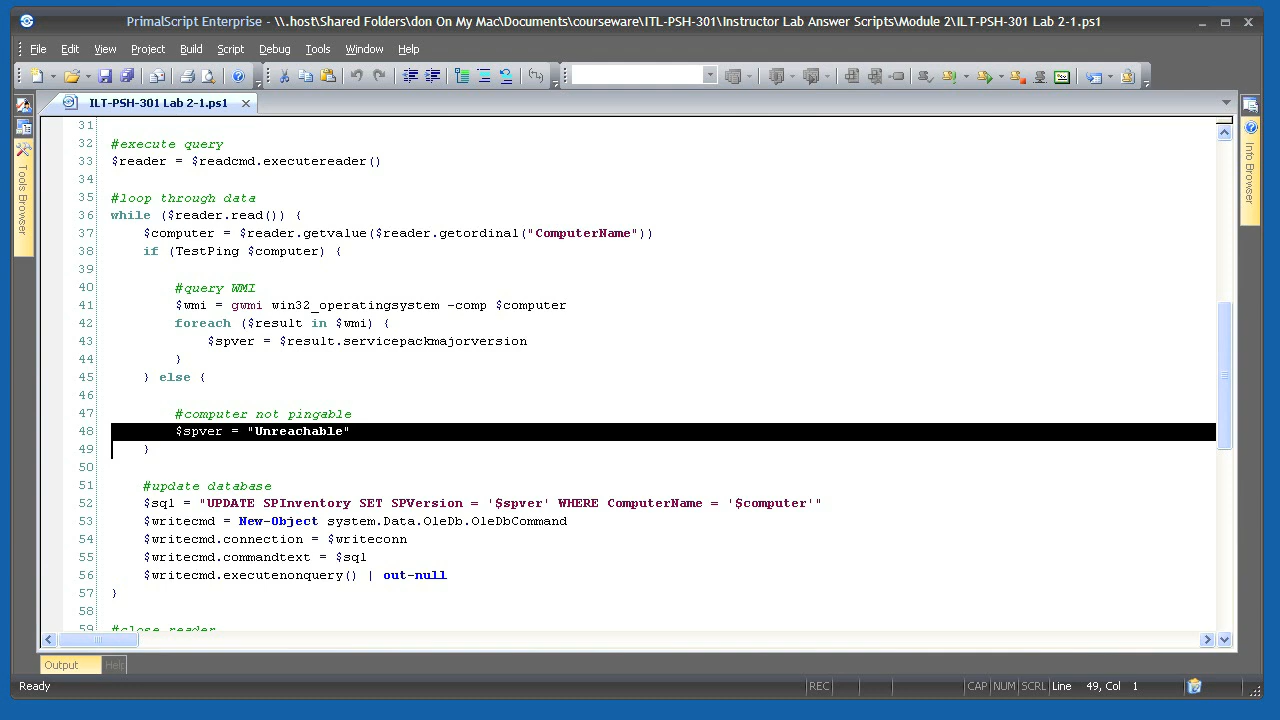 PrimalScript Enterprise - \\.host\Shared Folders\don On My Mac\Documents\courseware\ITL-PSH-301\Instructor Lab Answer Scripts\Module 2\ILT-PSH-301 Lab 2-1.ps1
File Edit View Project Build Script Debug Tools Window Help
ILT-PSH-301 Lab 2-1.ps1
Tools Browser
Info Browser
31
32 #execute query
33 $reader = $readcmd.executereader()
34
35 #loop through data
36 while ($reader.read()) {
37 $computer = $reader.getvalue($reader.getordinal("ComputerName"))
38 if (TestPing $computer) {
39
40 #query WMI
41 $wmi = gwmi win32_operatingsystem -comp $computer
42 foreach ($result in $wmi) {
43 $spver = $result.servicepackmajorversion
44 }
45 } else {
46
47 #computer not pingable
48 $spver = "Unreachable"
49 }
50
51 #update database
52 $sql = "UPDATE SPInventory SET SPVersion = '$spver' WHERE ComputerName = '$computer'"
53 $writecmd = New-Object system.Data.OleDb.OleDbCommand
54 $writecmd.connection = $writeconn
55 $writecmd.commandtext = $sql
56 $writecmd.executenonquery() | out-null
57 }
58
59 #close reader
Output Help
Ready REC CAP NUM SCRL Line 49, Col 1